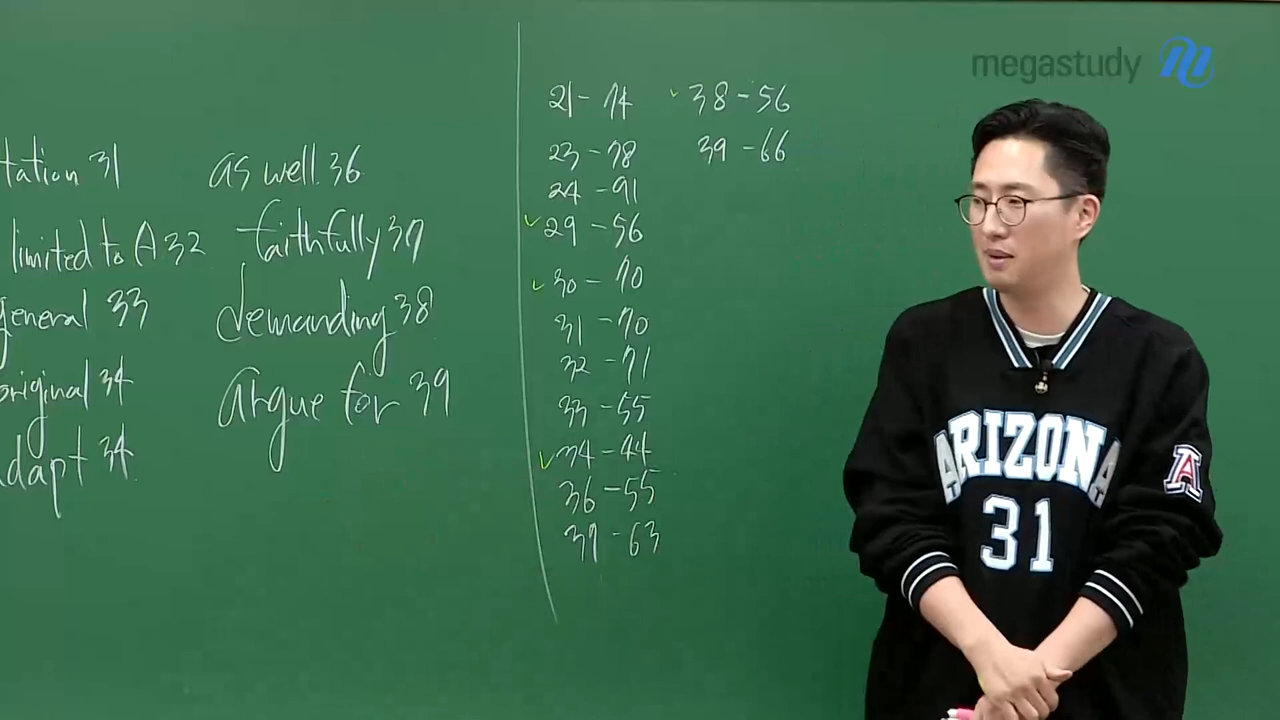 megastudy
tation 31
limited to A 32
general 33
original 34
adapt 34
as well 36
faithfully 37
demanding 38
argue for 39
21 - 74
23 - 78
24 - 91
✓ 29 - 56
✓ 30 - 70
31 - 70
32 - 71
33 - 55
✓ 34 - 44
36 - 55
37 - 63
✓ 38 - 56
39 - 66
ARIZONA
31
A